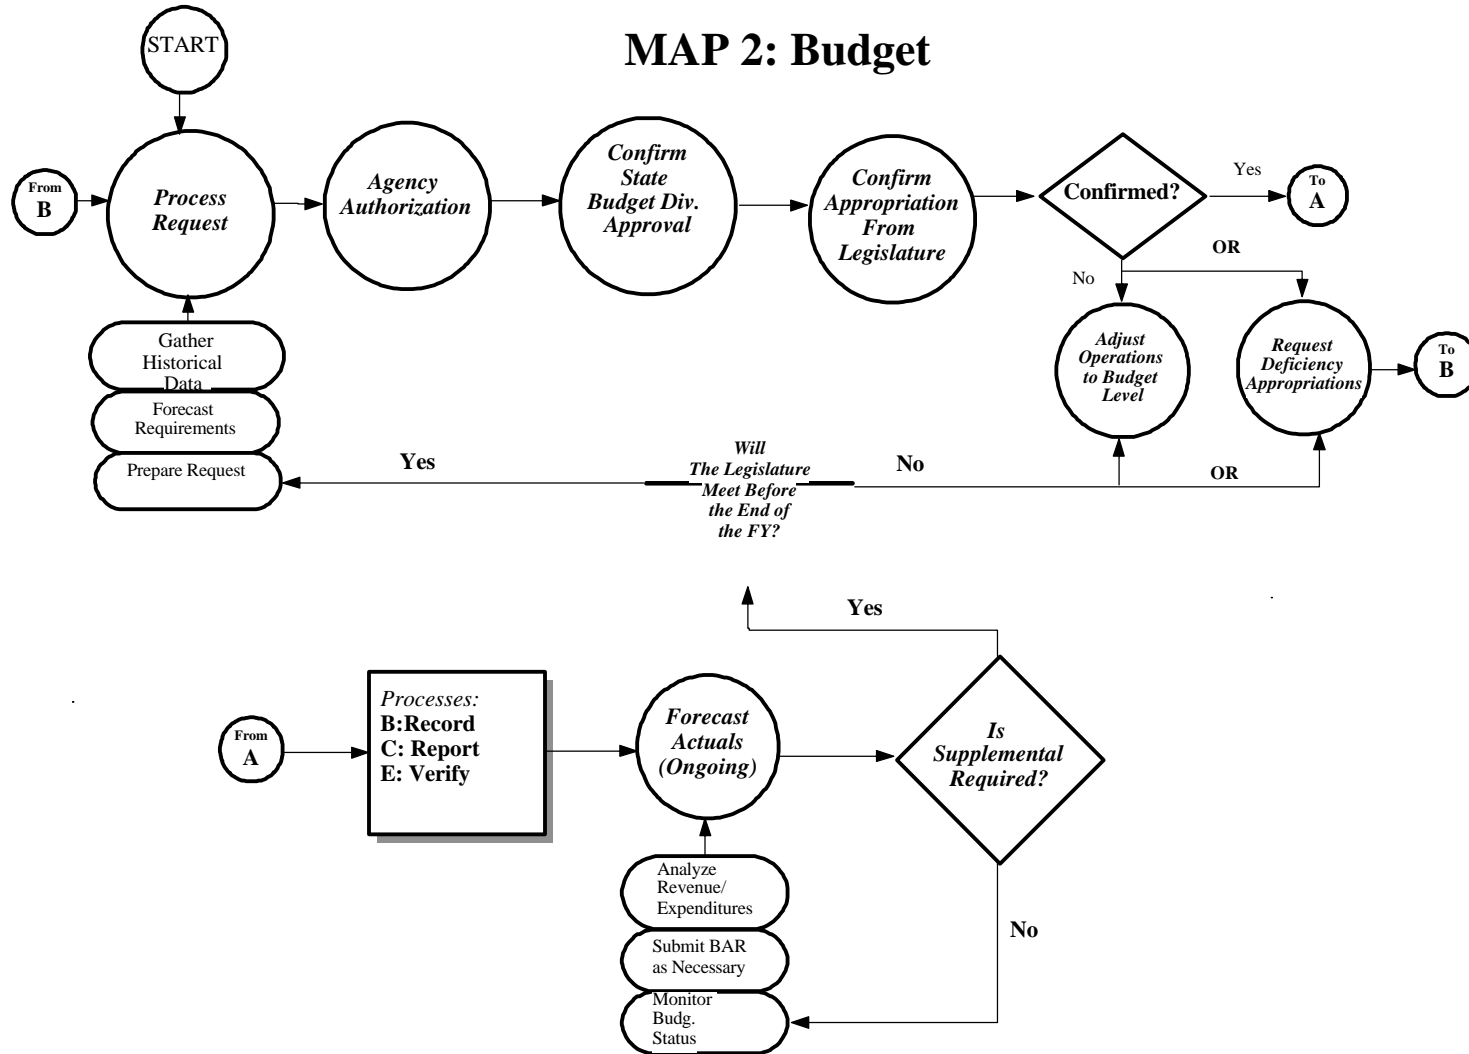 MAP 2: Budget
START
From
B
Process
Request
Agency
Authorization
Confirm
State
Budget Div.
Approval
Confirm
Appropriation
From
Legislature
Confirmed?
Yes
To
A
OR
No
Gather
Historical
Data
Forecast
Requirements
Prepare Request
Adjust
Operations
to Budget
Level
Request
Deficiency
Appropriations
To
B
Yes
Will
The Legislature
Meet Before
the End of
the FY?
No
OR
Yes
From
A
Processes:
B:Record
C: Report
E: Verify
Forecast
Actuals
(Ongoing)
Is
Supplemental
Required?
Analyze
Revenue/
Expenditures
Submit BAR
as Necessary
Monitor
Budg.
Status
No